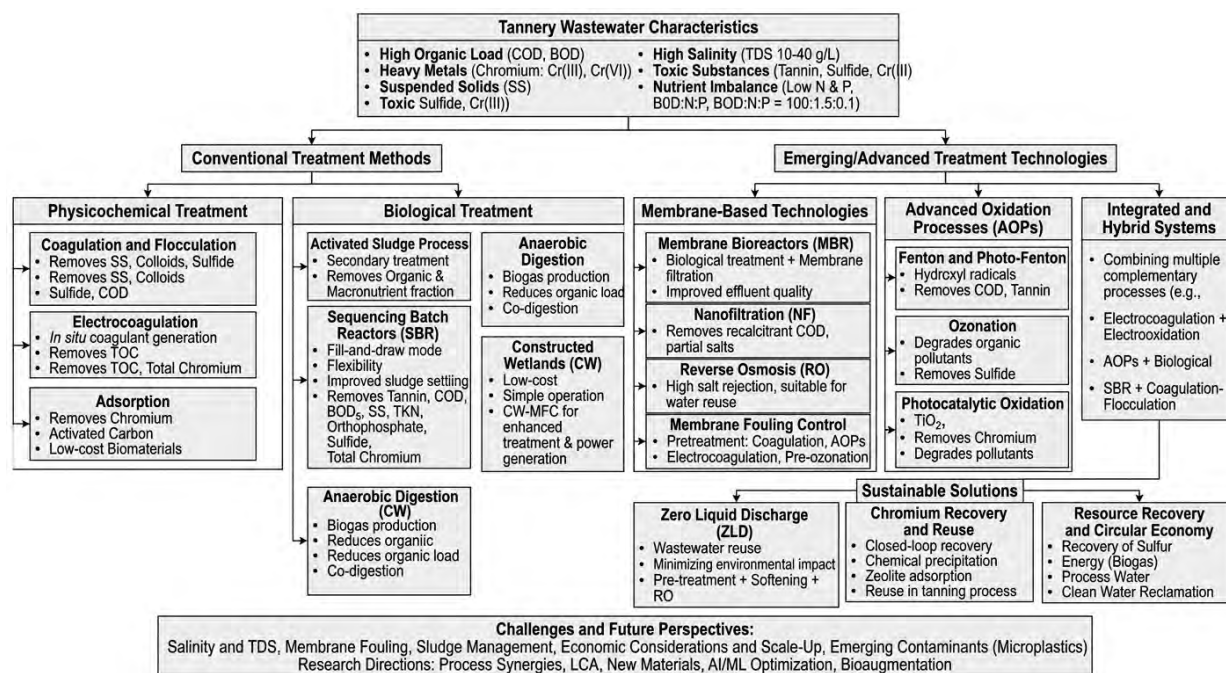 Tannery Wastewater Characteristics
• High Organic Load (COD, BOD)
• Heavy Metals (Chromium: Cr(III), Cr(VI))
• Suspended Solids (SS)
• Toxic Sulfide, Cr(III))
• High Salinity (TDS 10-40 g/L)
• Toxic Substances (Tannin, Sulfide, Cr(III)
• Nutrient Imbalance (Low N & P,
B0D:N:P, BOD:N:P = 100:1.5:0.1)
Conventional Treatment Methods
Physicochemical Treatment
Coagulation and Flocculation
• Removes SS, Colloids, Sulfide
• Removes SS, Colloids
• Sulfide, COD
Electrocoagulation
• In situ coagulant generation
• Removes TOC
• Removes TOC, Total Chromium
Adsorption
• Removes Chromium
• Activated Carbon
• Low-cost Biomaterials
Biological Treatment
Activated Sludge Process
• Secondary treatment
• Removes Organic &
Macronutrient fraction
Sequencing Batch
Reactors (SBR)
• Fill-and-draw mode
• Flexibility
• Improved sludge settiing
• Removes Tannin, COD,
BOD₅, SS, TKN,
Orthophosphate,
Sulfide,
Total Chromium
Anaerobic Digestion
(CW)
• Biogas production
• Reduces organiic
• Reduces organic load
• Co-digestion
Anaerobic
Digestion
• Biogas production
• Reduces organic load
• Co-digestion
Constructed
Wetlands (CW)
• Low-cost
• Simple operation
• CW-MFC for
enhanced
treatment & power
generation
Emerging/Advanced Treatment Technologies
Membrane-Based Technologies
Membrane Bioreactors (MBR)
• Biological treatment + Membrane
filtration
• Improved effluent quality
Nanofiltration (NF)
• Removes recalcitrant COD,
partial salts
Reverse Osmosis (RO)
• High salt rejection, suitable for
water reuse
Membrane Fouling Control
• Pretreatment: Coagulation, AOPs
• Electrocoagulation, Pre-ozonation
Advanced Oxidation
Processes (AOPs)
Fenton and Photo-Fenton
• Hydroxyl radicals
• Removes COD, Tannin
Ozonation
• Degrades organic
pollutants
• Removes Sulfide
Photocatalytic Oxidation
• TiO₂,
• Removes Chromium
• Degrades pollutants
Integrated and
Hybrid Systems
• Combining multiple
complementary
processes (e.g.,
• Electrocoagulation +
Electrooxidation
• AOPs + Biological
• SBR + Coagulation-
Flocculation
Sustainable Solutions
Zero Liquid Discharge
(ZLD)
• Wastewater reuse
• Minimizing environmental impact
• Pre-treatment + Softening +
RO
Chromium Recovery
and Reuse
• Closed-loop recovery
• Chemical precipitation
• Zeolite adsorption
• Reuse in tanning process
Resource Recovery
and Circular Economy
• Recovery of Sulfur
• Energy (Biogas)
• Process Water
• Clean Water Reclamation
Challenges and Future Perspectives:
Salinity and TDS, Membrane Fouling, Sludge Management, Economic Considerations and Scale-Up, Emerging Contaminants (Microplastics)
Research Directions: Process Synergies, LCA, New Materials, AI/ML Optimization, Bioaugmentation